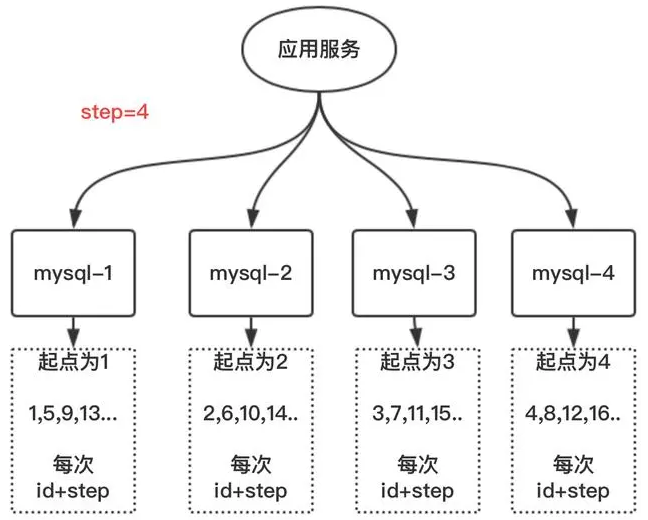 应用服务
step=4
mysql-1
mysql-2
mysql-3
mysql-4
起点为1
1,5,9,13...
每次
id+step
起点为2
2,6,10,14..
每次
id+step
起点为3
3,7,11,15..
每次
id+step
起点为4
4,8,12,16..
每次
id+step